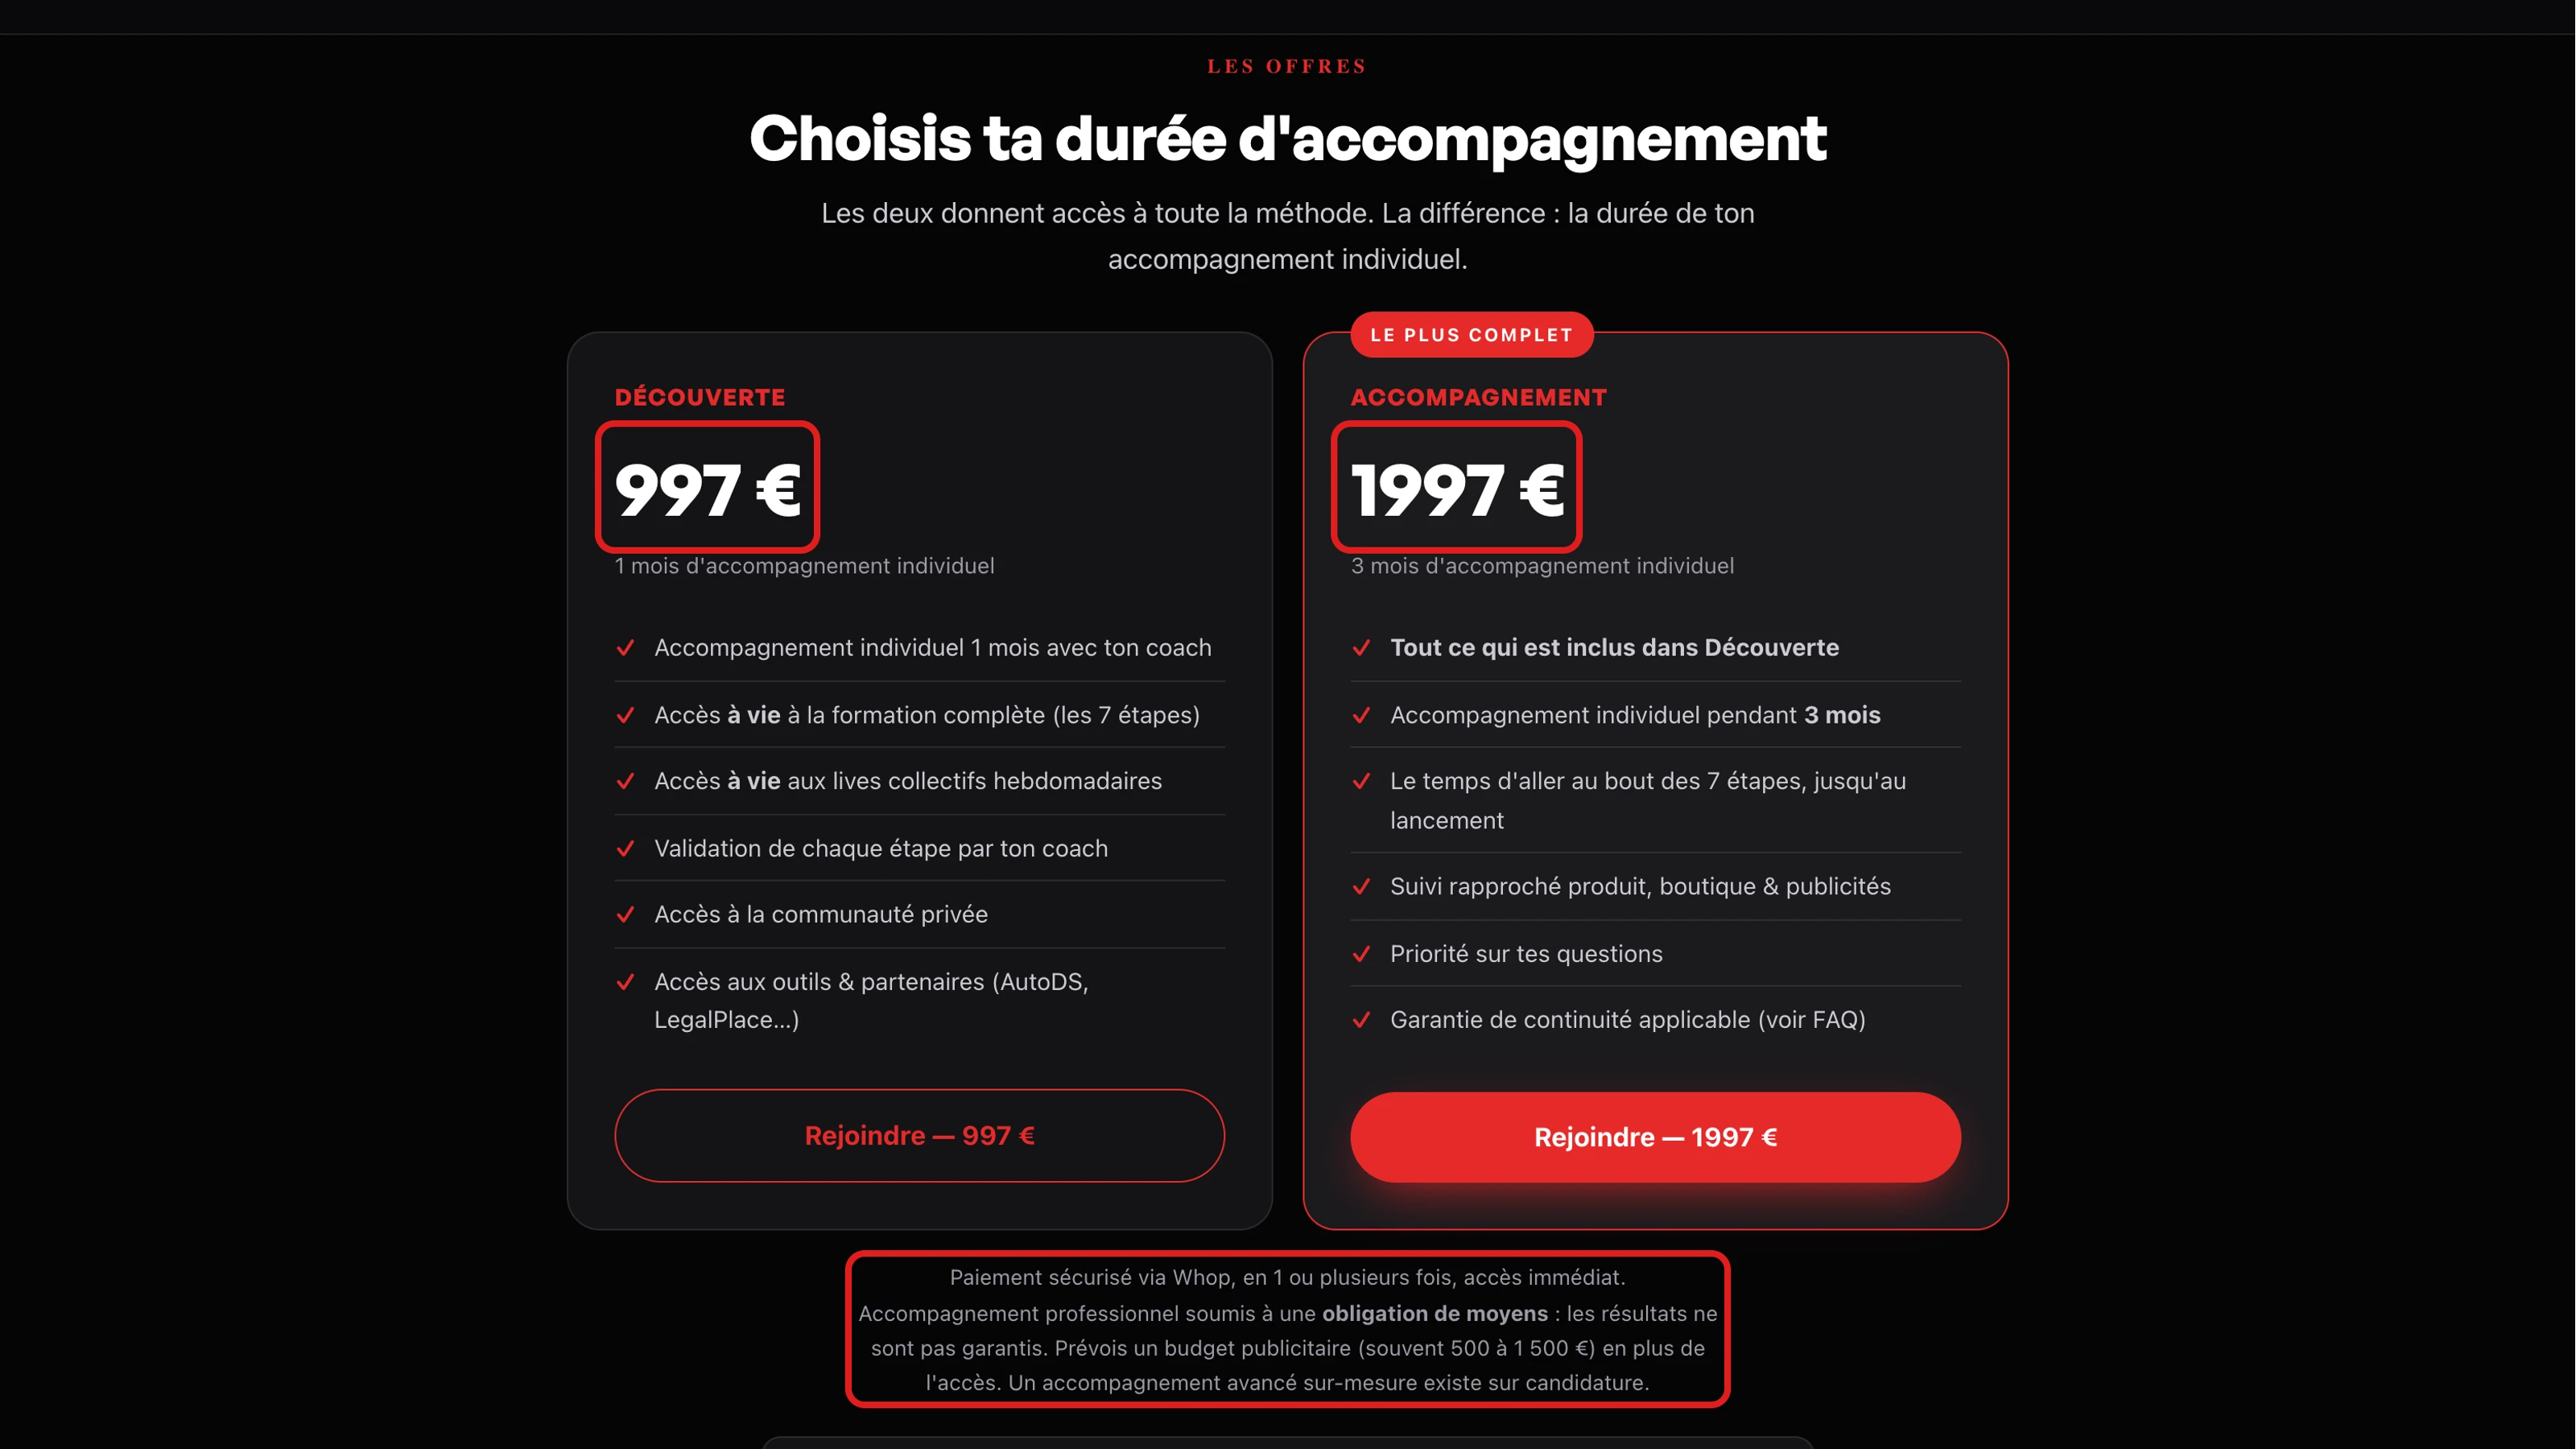 LES OFFRES
Choisis ta durée d'accompagnement
Les deux donnent accès à toute la méthode. La différence : la durée de ton
accompagnement individuel.
DÉCOUVERTE
997 €
1 mois d'accompagnement individuel
Accompagnement individuel 1 mois avec ton coach
Accès à vie à la formation complète (les 7 étapes)
Accès à vie aux lives collectifs hebdomadaires
Validation de chaque étape par ton coach
Accès à la communauté privée
Accès aux outils & partenaires (AutoDS,
LegalPlace...)
Rejoindre — 997 €
LE PLUS COMPLET
ACCOMPAGNEMENT
1997 €
3 mois d'accompagnement individuel
Tout ce qui est inclus dans Découverte
Accompagnement individuel pendant 3 mois
Le temps d'aller au bout des 7 étapes, jusqu'au
lancement
Suivi rapproché produit, boutique & publicités
Priorité sur tes questions
Garantie de continuité applicable (voir FAQ)
Rejoindre — 1997 €
Paiement sécurisé via Whop, en 1 ou plusieurs fois, accès immédiat.
Accompagnement professionnel soumis à une obligation de moyens : les résultats ne
sont pas garantis. Prévois un budget publicitaire (souvent 500 à 1 500 €) en plus de
l'accès. Un accompagnement avancé sur-mesure existe sur candidature.